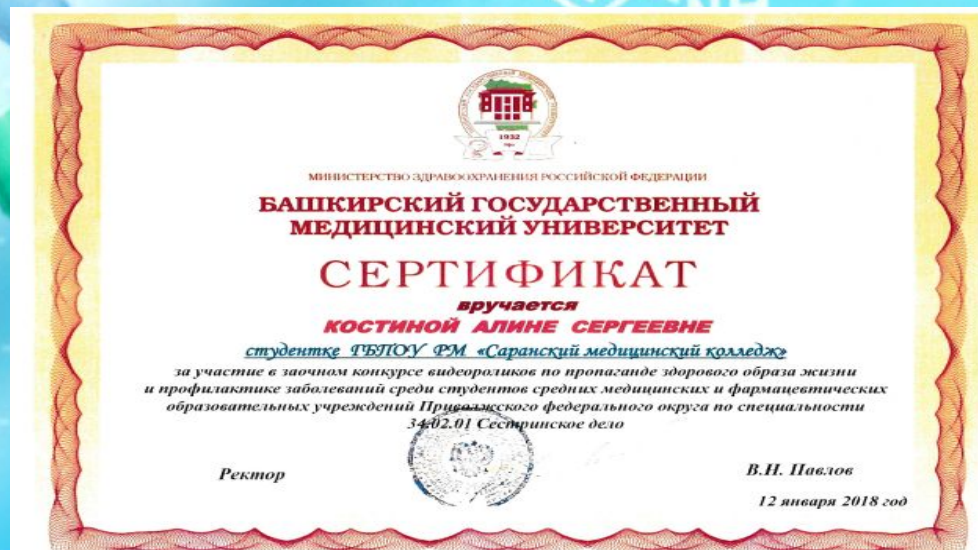 1932
МИНИСТЕРСТВО ЗДРАВООХРАНЕНИЯ РОССИЙСКОЙ ФЕДЕРАЦИИ
БАШКИРСКИЙ ГОСУДАРСТВЕННЫЙ
МЕДИЦИНСКИЙ УНИВЕРСИТЕТ
СЕРТИФИКАТ
вручается
КОСТИНОЙ АЛИНЕ СЕРГЕЕВНЕ
студентке ГБПОУ РМ «Саранский медицинский колледж»
за участие в заочном конкурсе видеороликов по пропаганде здорового образа жизни
и профилактике заболеваний среди студентов средних медицинских и фармацевтических
образовательных учреждений Приволжского федерального округа по специальности
34.02.01 Сестринское дело
Ректор
В.Н. Павлов
12 января 2018 год